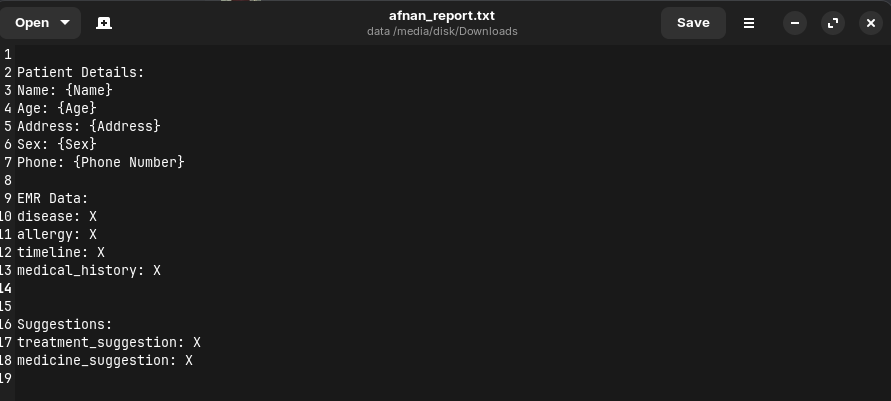 Open
afnan_report.txt
data /media/disk/Downloads
Save
1
2 Patient Details:
3 Name: {Name}
4 Age: {Age}
5 Address: {Address}
6 Sex: {Sex}
7 Phone: {Phone Number}
8
9 EMR Data:
10 disease: X
11 allergy: X
12 timeline: X
13 medical_history: X
14
15
16 Suggestions:
17 treatment_suggestion: X
18 medicine_suggestion: X
19